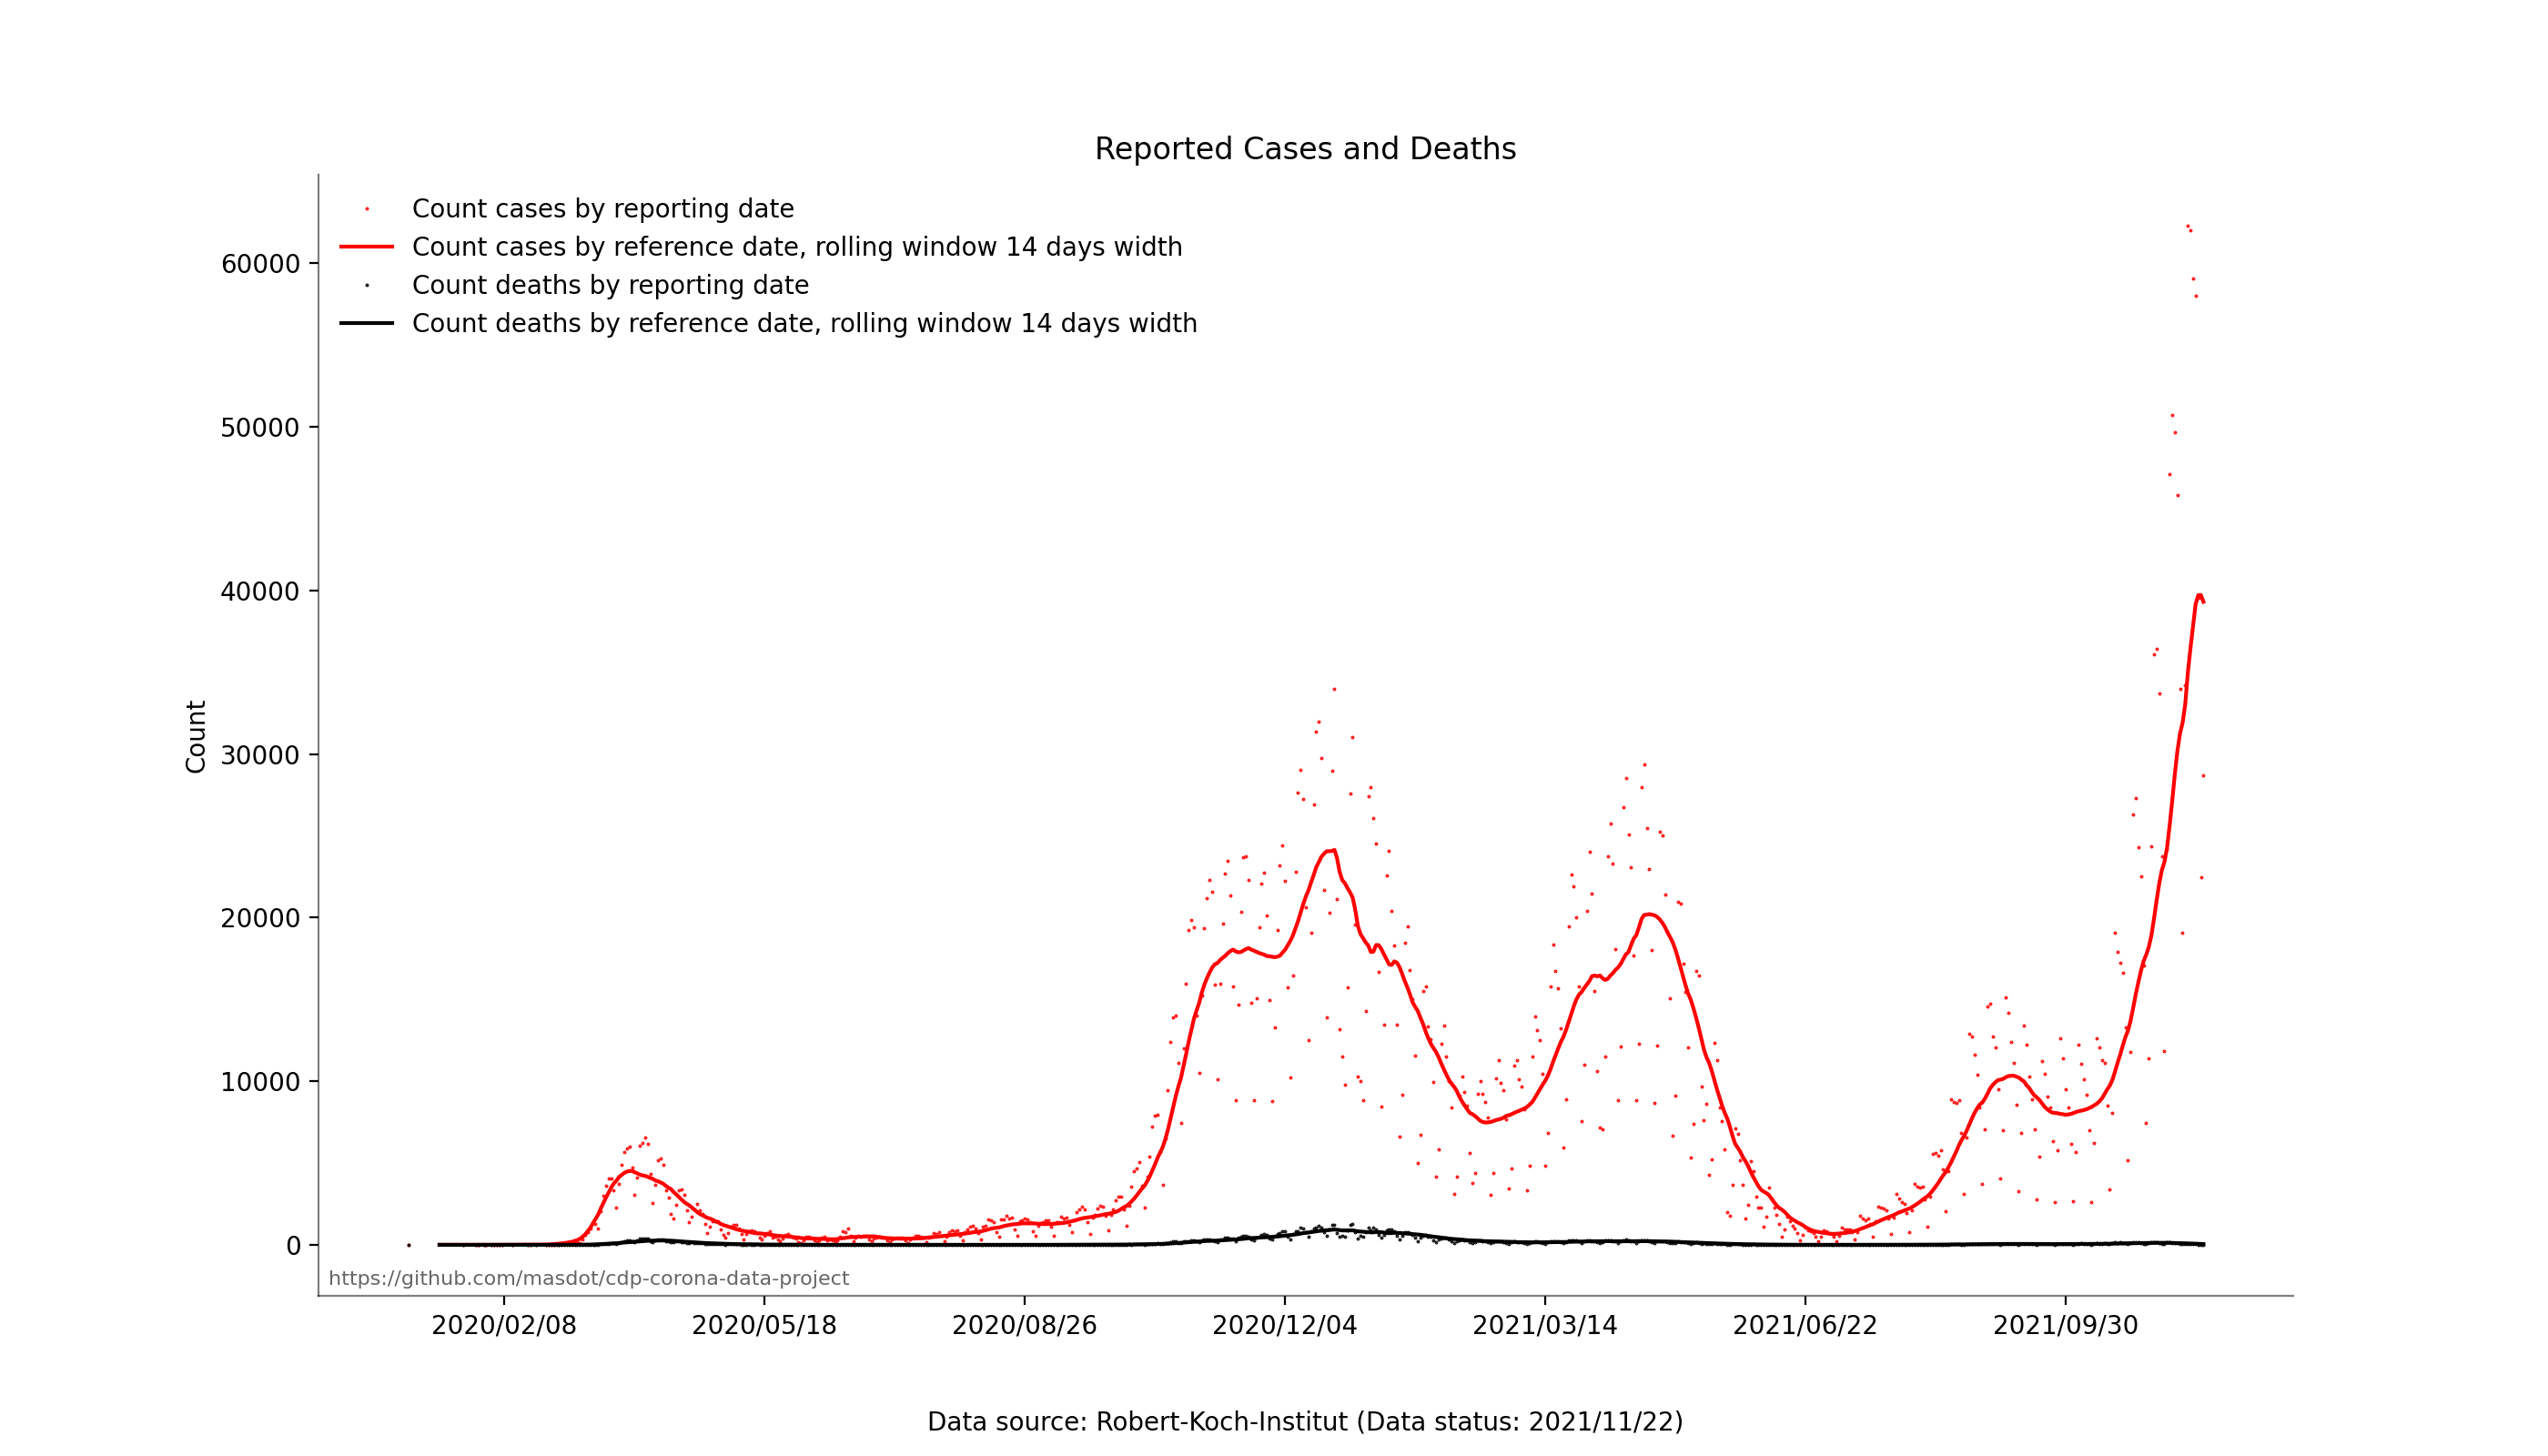 Reported Cases and Deaths
Count cases by reporting date
Count cases by reference date, rolling window 14 days width
Count deaths by reporting date
Count deaths by reference date, rolling window 14 days width
60000
50000
40000
30000
20000
10000
0
Count
https://github.com/masdot/cdp-corona-data-project
2020/02/08 2020/05/18 2020/08/26 2020/12/04 2021/03/14 2021/06/22 2021/09/30
Data source: Robert-Koch-Institut (Data status: 2021/11/22)